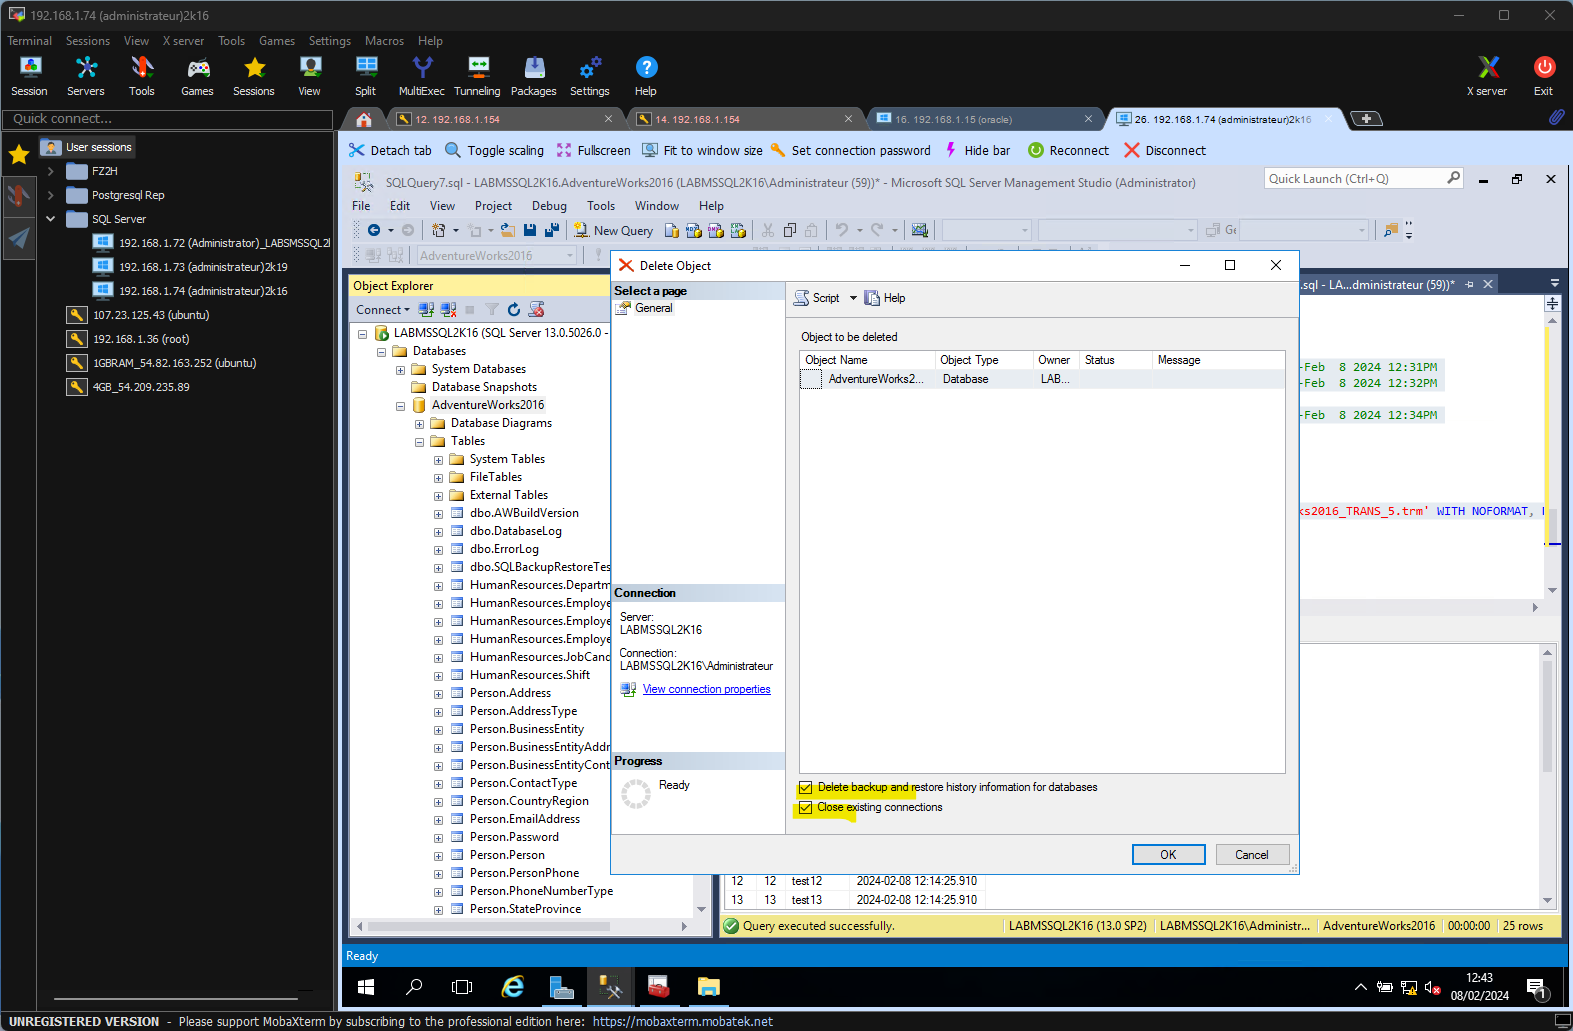 192.168.1.74 (administrateur)2k16
Terminal Sessions View X server Tools Games Settings Macros Help
Session Servers Tools Games Sessions View Split MultiExec Tunneling Packages Settings Help X server Exit
Quick connect...
12. 192.168.1.154
14. 192.168.1.154
16. 192.168.1.15 (oracle)
26. 192.168.1.74 (administrateur)2k16
User sessions
FZ2H
Postgresql Rep
SQL Server
192.168.1.72 (Administrator)_LABSMSSQL2
192.168.1.73 (administrateur)2k19
192.168.1.74 (administrateur)2k16
107.23.125.43 (ubuntu)
192.168.1.36 (root)
1GBRAM_54.82.163.252 (ubuntu)
4GB_54.209.235.89
Detach tab Toggle scaling Fullscreen Fit to window size Set connection password Hide bar Reconnect Disconnect
SQLQuery7.sql - LABMSSQL2K16.AdventureWorks2016 (LABMSSQL2K16\Administrateur (59))* - Microsoft SQL Server Management Studio (Administrator)
Quick Launch (Ctrl+Q)
File Edit View Project Debug Tools Window Help
New Query
AdventureWorks2016
Object Explorer
Connect
LABMSSQL2K16 (SQL Server 13.0.5026.0 -
Databases
System Databases
Database Snapshots
AdventureWorks2016
Database Diagrams
Tables
System Tables
FileTables
External Tables
dbo.AWBuildVersion
dbo.DatabaseLog
dbo.ErrorLog
dbo.SQLBackupRestoreTes
HumanResources.Departm
HumanResources.Employe
HumanResources.Employe
HumanResources.Employe
HumanResources.JobCand
HumanResources.Shift
Person.Address
Person.AddressType
Person.BusinessEntity
Person.BusinessEntityAddr
Person.BusinessEntityCont
Person.ContactType
Person.CountryRegion
Person.EmailAddress
Person.Password
Person.Person
Person.PersonPhone
Person.PhoneNumberType
Person.StateProvince
Delete Object
Select a page
General
Script Help
Object to be deleted
Object Name Object Type Owner Status Message
AdventureWorks2... Database LAB...
Connection
Server:
LABMSSQL2K16
Connection:
LABMSSQL2K16\Administrateur
View connection properties
Progress
Ready
Delete backup and restore history information for databases
Close existing connections
OK Cancel
.sql - LA...dministrateur (59))*
-Feb 8 2024 12:31PM
-Feb 8 2024 12:32PM
-Feb 8 2024 12:34PM
ks2016_TRANS_5.trm' WITH NOFORMAT,
12 12 test12 2024-02-08 12:14:25.910
13 13 test13 2024-02-08 12:14:25.910
Query executed successfully. LABMSSQL2K16 (13.0 SP2) LABMSSQL2K16\Administr... AdventureWorks2016 00:00:00 25 rows
Ready
12:43
08/02/2024
1
UNREGISTERED VERSION - Please support MobaXterm by subscribing to the professional edition here: https://mobaxterm.mobatek.net